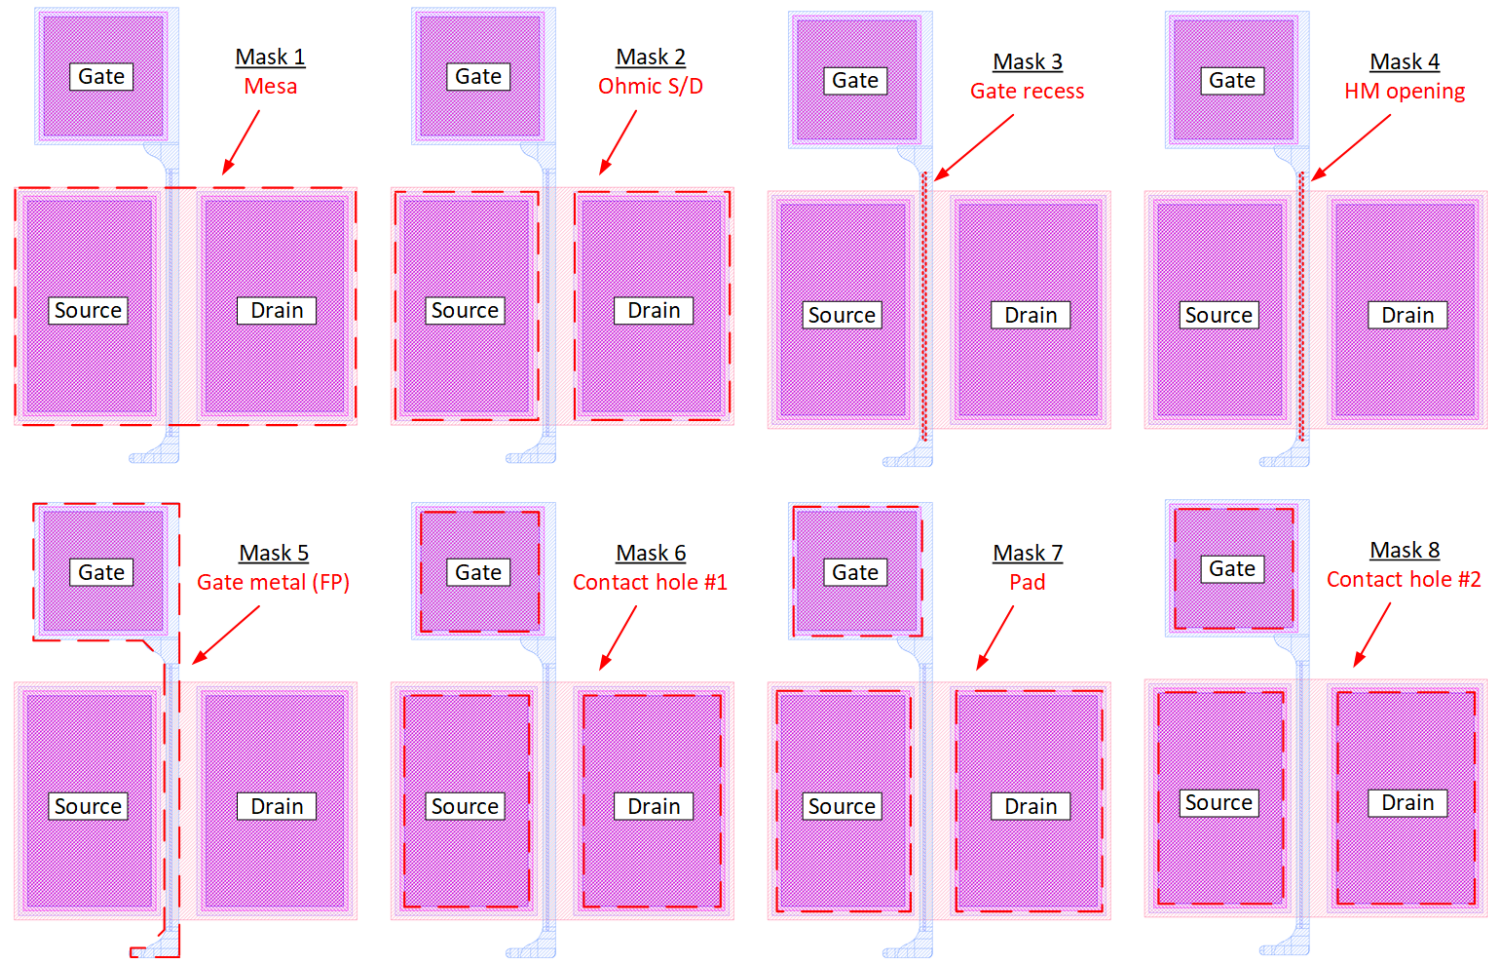 Mask 1
Mesa
Gate
Source
Drain
Mask 2
Ohmic S/D
Gate
Source
Drain
Mask 3
Gate recess
Gate
Source
Drain
Mask 4
HM opening
Gate
Source
Drain
Mask 5
Gate metal (FP)
Gate
Source
Drain
Mask 6
Contact hole #1
Gate
Source
Drain
Mask 7
Pad
Gate
Source
Drain
Mask 8
Contact hole #2
Gate
Source
Drain